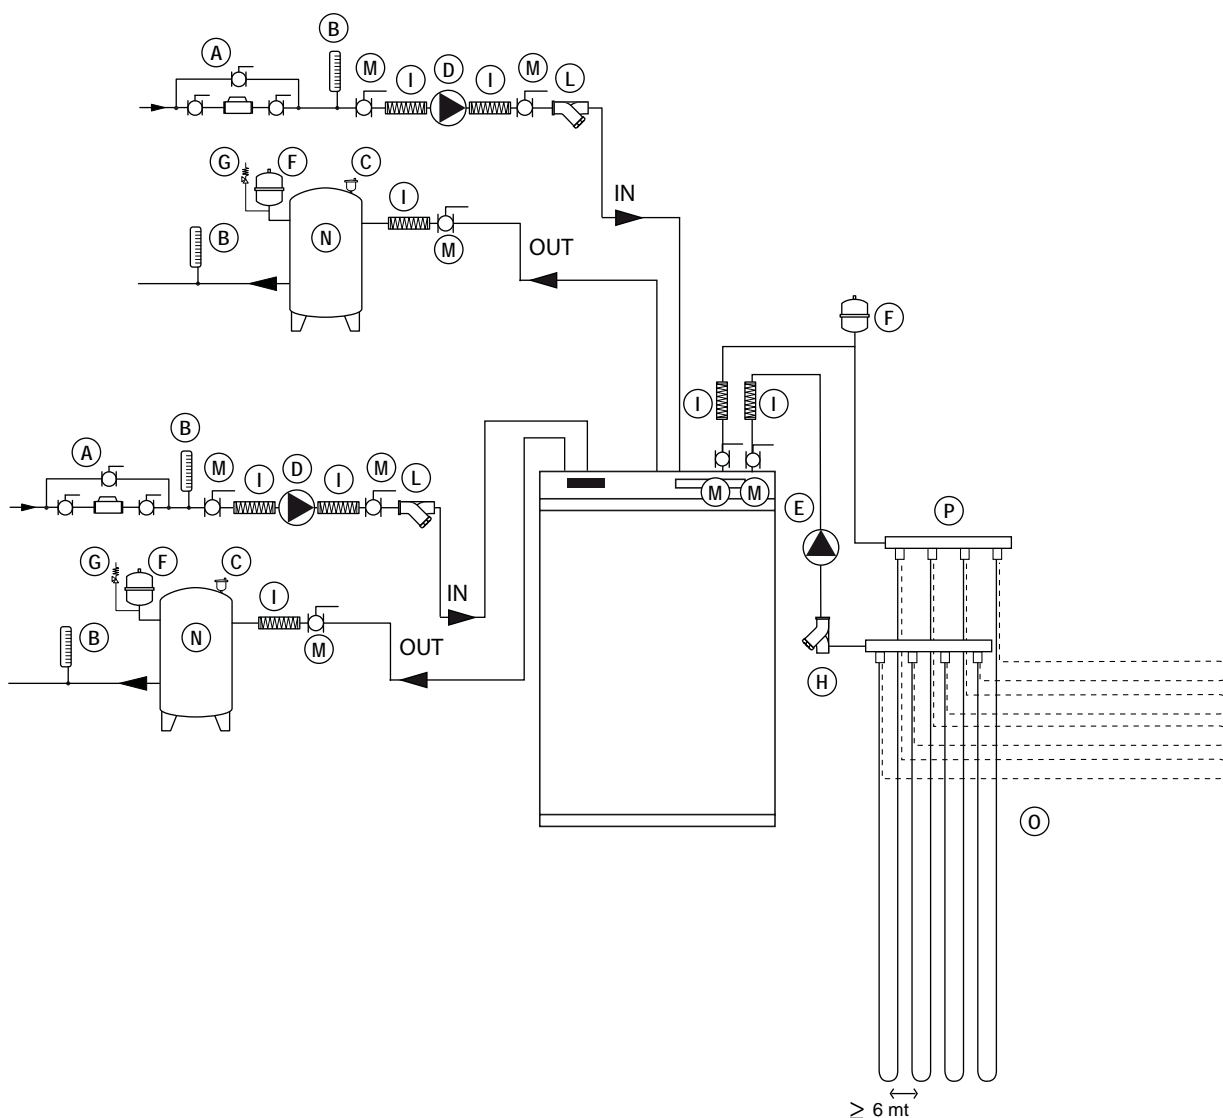 B
A M I D I M L
G F C
I IN
B N M OUT
F
I I
B
A M I D I M L
M M
E P
G F C
I IN
B N M OUT
H
O
≥ 6 mt